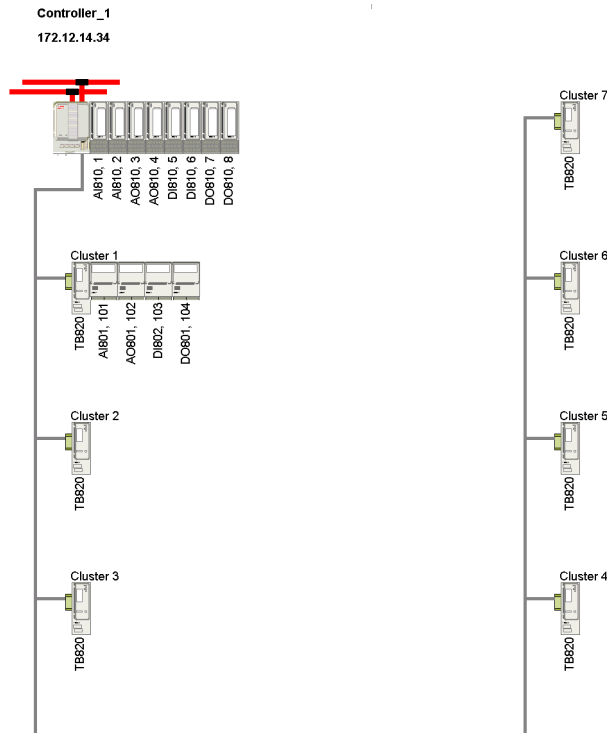 Controller_1
172.12.14.34
AI810, 1
AI810, 2
AO810, 3
AO810, 4
DI810, 5
DI810, 6
DO810, 7
DO810, 8
Cluster 1
TB820
AI801, 101
AO801, 102
DI802, 103
DO801, 104
Cluster 2
TB820
Cluster 3
TB820
Cluster 7
TB820
Cluster 6
TB820
Cluster 5
TB820
Cluster 4
TB820